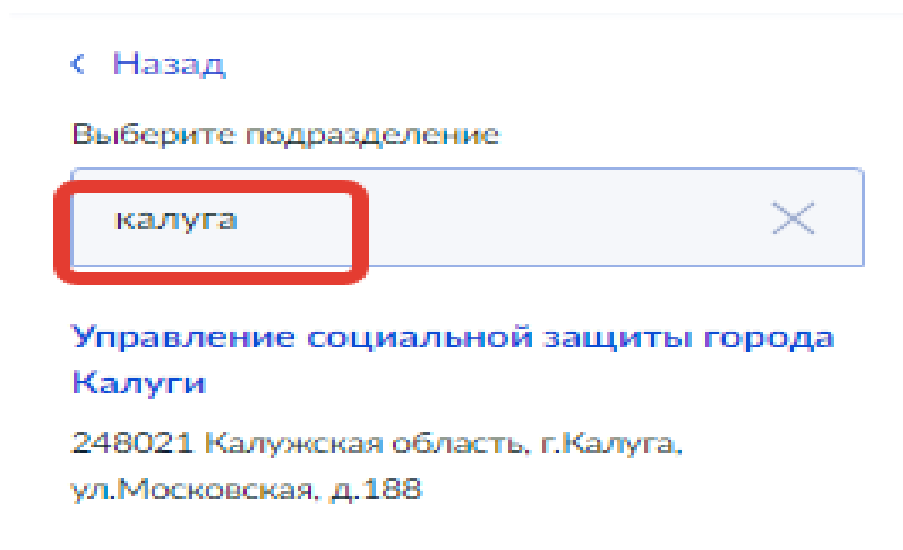 Назад
Выберите подразделение
калуга
Управление социальной защиты города
Калуги
248021 Калужская область, г.Калуга,
ул.Московская, д.188